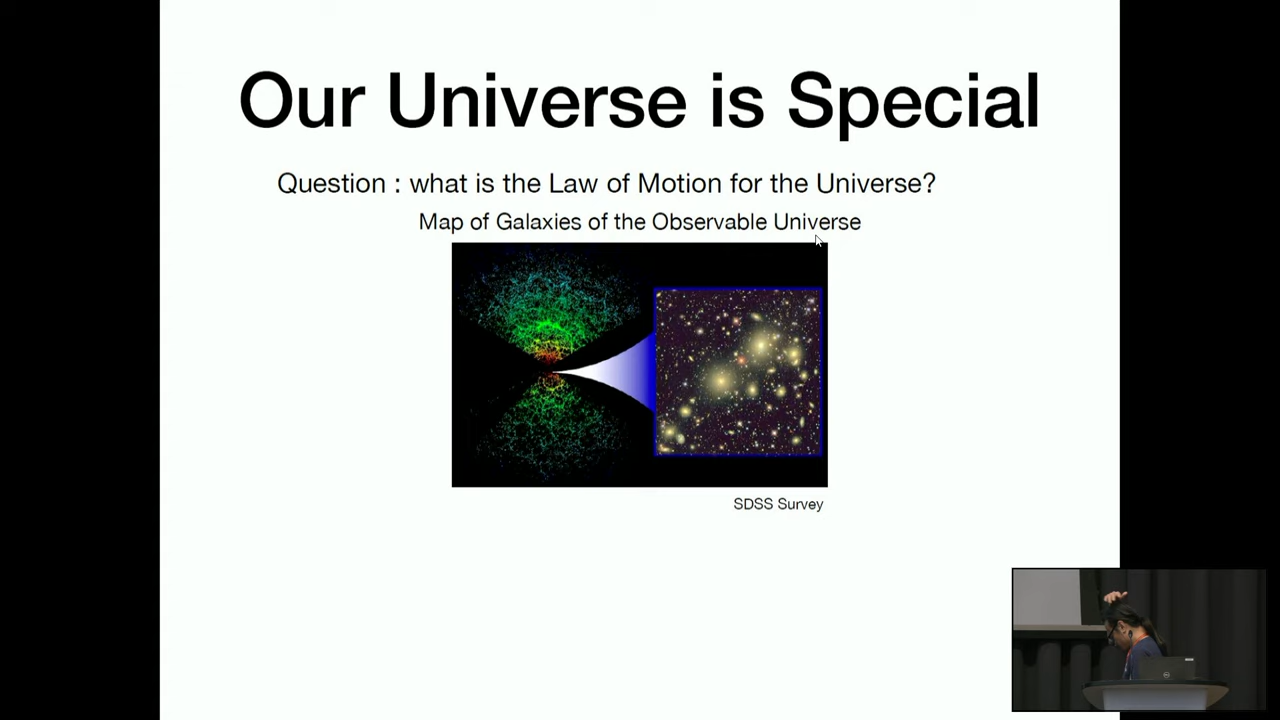 Our Universe is Special
Question : what is the Law of Motion for the Universe?
Map of Galaxies of the Observable Universe
SDSS Survey